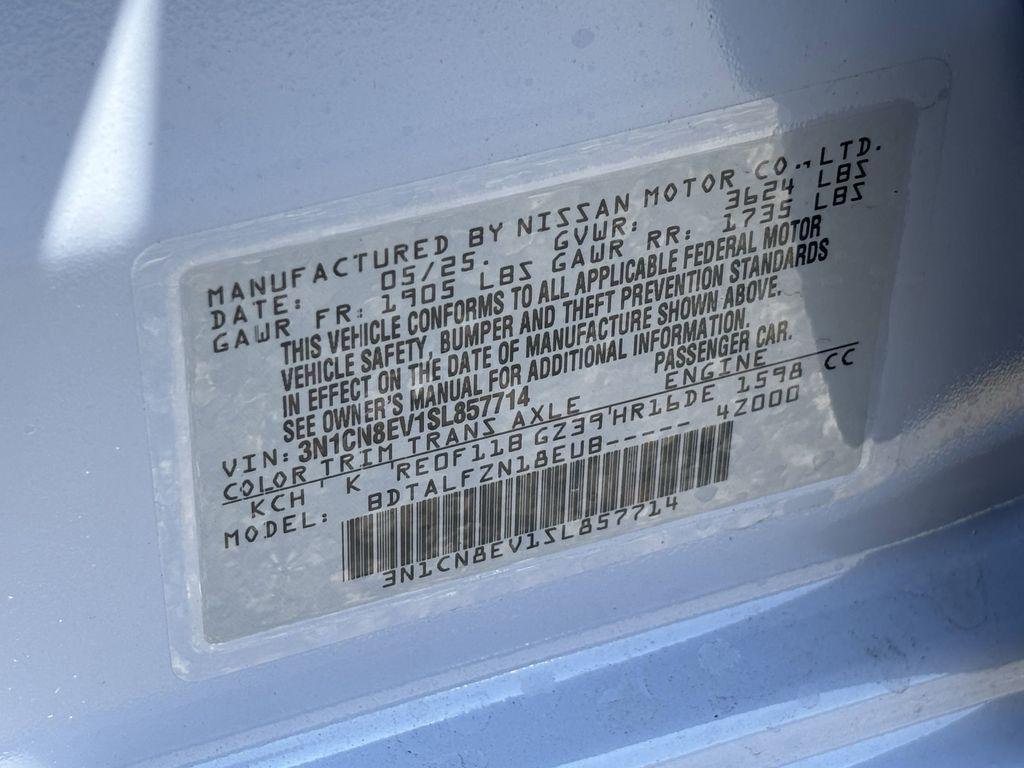 MANUFACTURED BY NISSAN MOTOR CO.,LTD.
DATE: 05/25. GVWR: 3624 LBS
GAWR FR: 1905 LBS GAWR RR: 1735 LBS
THIS VEHICLE CONFORMS TO ALL APPLICABLE FEDERAL MOTOR
VEHICLE SAFETY, BUMPER AND THEFT PREVENTION STANDARDS
IN EFFECT ON THE DATE OF MANUFACTURE SHOWN ABOVE.
SEE OWNER'S MANUAL FOR ADDITIONAL INFORMATION.
VIN: 3N1CN8EV1SL857714 PASSENGER CAR.
COLOR TRIM TRANS AXLE ENGINE
KCH K RE0F11B GZ39 HR16DE 1598 CC
MODEL: BDTALFZN18EUB----- 4Z000
3N1CN8EV1SL857714